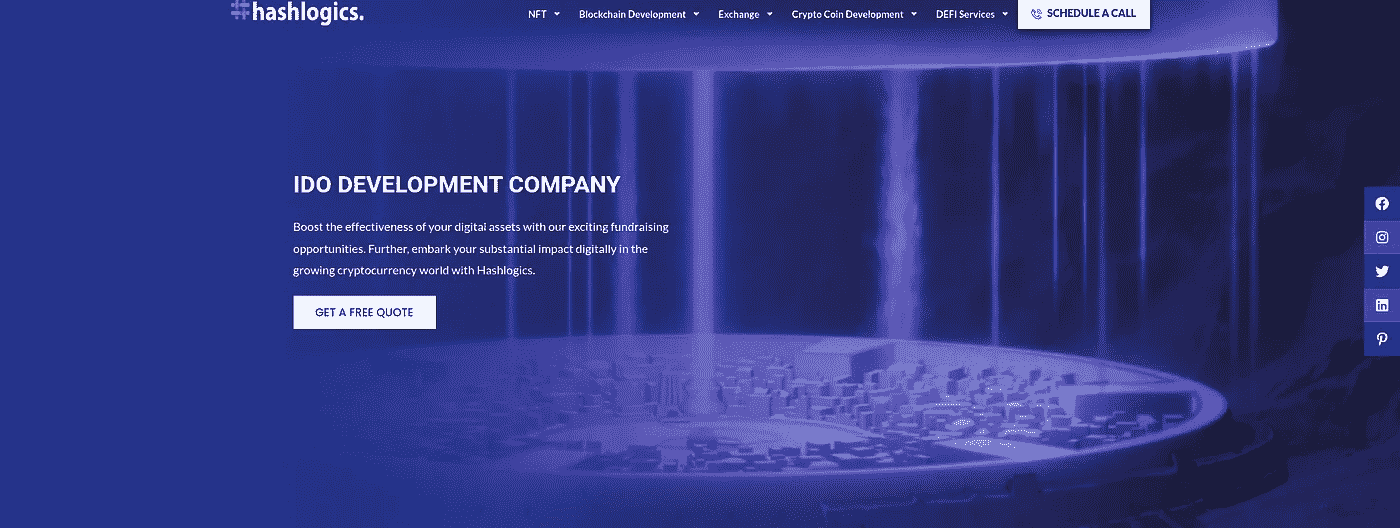 #hashlogics.
NFT
Blockchain Development
Exchange
Crypto Coin Development
DEFI Services
SCHEDULE A CALL
IDO DEVELOPMENT COMPANY
Boost the effectiveness of your digital assets with our exciting fundraising
opportunities. Further, embark your substantial impact digitally in the
growing cryptocurrency world with Hashlogics.
GET A FREE QUOTE